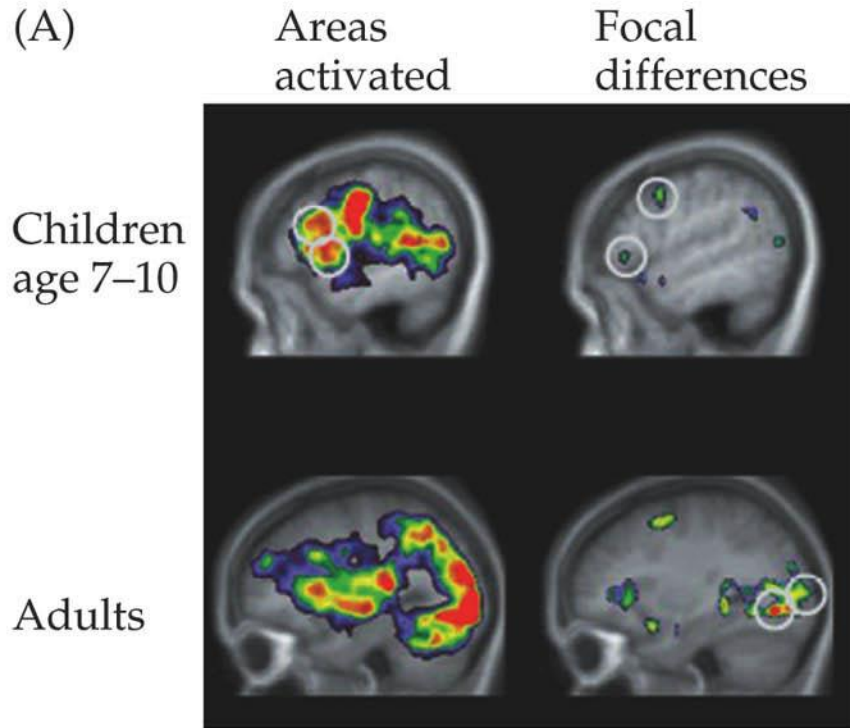 (A)
Areas
activated
Focal
differences
Children
age 7–10
Adults